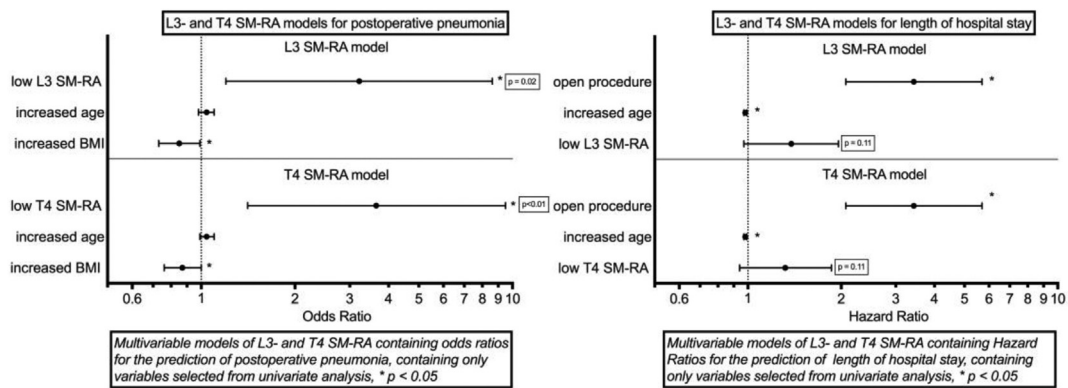 L3- and T4 SM-RA models for postoperative pneumonia
L3 SM-RA model
low L3 SM-RA
* p = 0.02
increased age
increased BMI
*
T4 SM-RA model
low T4 SM-RA
* p<0.01
increased age
increased BMI
*
0.6 1 2 3 4 5 6 7 8 9 10
Odds Ratio
Multivariable models of L3- and T4 SM-RA containing odds ratios
for the prediction of postoperative pneumonia, containing only
variables selected from univariate analysis, * p < 0.05
L3- and T4 SM-RA models for length of hospital stay
L3 SM-RA model
open procedure
*
increased age
*
low L3 SM-RA
p = 0.11
T4 SM-RA model
open procedure
*
increased age
*
low T4 SM-RA
p = 0.11
0.6 1 2 3 4 5 6 7 8 9 10
Hazard Ratio
Multivariable models of L3- and T4 SM-RA containing Hazard
Ratios for the prediction of length of hospital stay, containing
only variables selected from univariate analysis, * p < 0.05